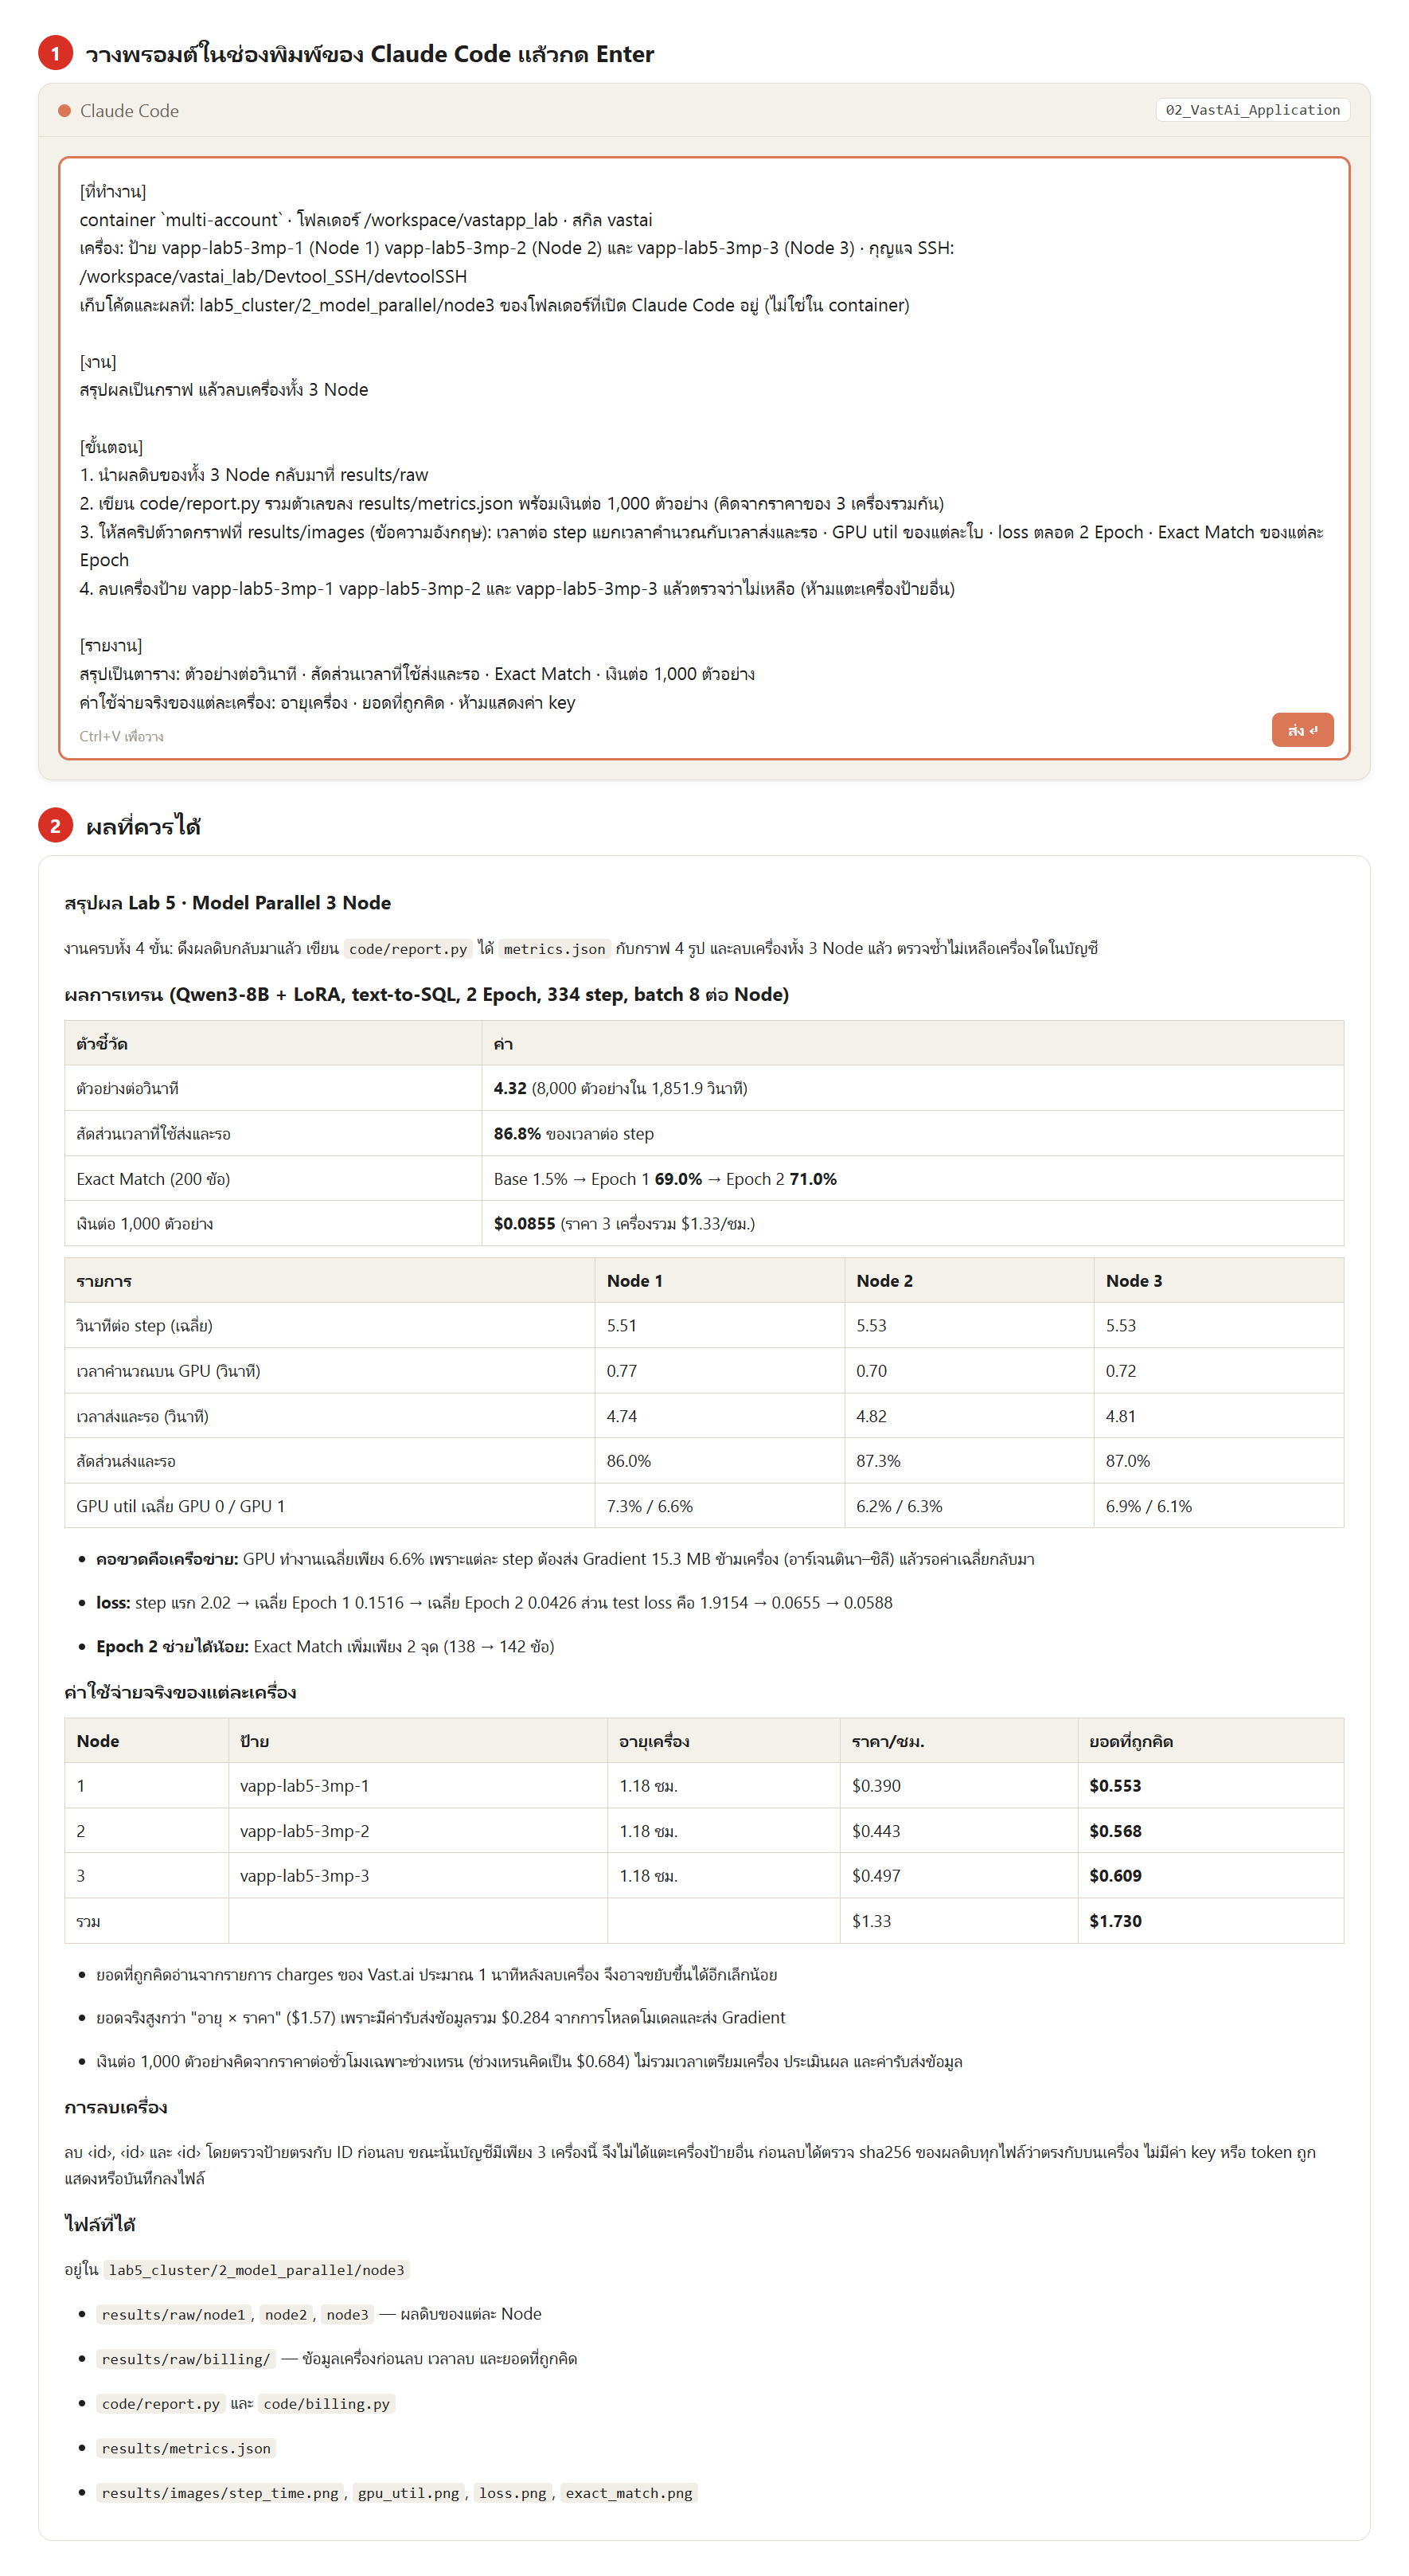 1 วางพรอมต์ในช่องพิมพ์ของ Claude Code แล้วกด Enter
Claude Code
02_VastAi_Application
[ที่ทำงาน]
container `multi-account` · โฟลเดอร์ /workspace/vastapp_lab · สกิล vastai
เครื่อง: ป้าย vapp-lab5-3mp-1 (Node 1) vapp-lab5-3mp-2 (Node 2) และ vapp-lab5-3mp-3 (Node 3) · กุญแจ SSH:
/workspace/vastai_lab/Devtool_SSH/devtoolSSH
เก็บโค้ดและผลที่: lab5_cluster/2_model_parallel/node3 ของโฟลเดอร์ที่เปิด Claude Code อยู่ (ไม่ใช่ใน container)
[งาน]
สรุปผลเป็นกราฟ แล้วลบเครื่องทั้ง 3 Node
[ขั้นตอน]
1. นำผลดิบของทั้ง 3 Node กลับมาที่ results/raw
2. เขียน code/report.py รวมตัวเลขลง results/metrics.json พร้อมเงินต่อ 1,000 ตัวอย่าง (คิดจากราคาของ 3 เครื่องรวมกัน)
3. ให้สคริปต์วาดกราฟที่ results/images (ข้อความอังกฤษ): เวลาต่อ step แยกเวลาคำนวณกับเวลาส่งและรอ · GPU util ของแต่ละใบ · loss ตลอด 2 Epoch · Exact Match ของแต่ละ
Epoch
4. ลบเครื่องป้าย vapp-lab5-3mp-1 vapp-lab5-3mp-2 และ vapp-lab5-3mp-3 แล้วตรวจว่าไม่เหลือ (ห้ามแตะเครื่องป้ายอื่น)
[รายงาน]
สรุปเป็นตาราง: ตัวอย่างต่อวินาที · สัดส่วนเวลาที่ใช้ส่งและรอ · Exact Match · เงินต่อ 1,000 ตัวอย่าง
ค่าใช้จ่ายจริงของแต่ละเครื่อง: อายุเครื่อง · ยอดที่ถูกคิด · ห้ามแสดงค่า key
Ctrl+V เพื่อวาง
ส่ง ⏎
2 ผลที่ควรได้
สรุปผล Lab 5 · Model Parallel 3 Node
งานครบทั้ง 4 ขั้น: ดึงผลดิบกลับมาแล้ว เขียน code/report.py ได้ metrics.json กับกราฟ 4 รูป และลบเครื่องทั้ง 3 Node แล้ว ตรวจซ้ำไม่เหลือเครื่องใดในบัญชี
ผลการเทรน (Qwen3-8B + LoRA, text-to-SQL, 2 Epoch, 334 step, batch 8 ต่อ Node)
ตัวชี้วัด ค่า
ตัวอย่างต่อวินาที 4.32 (8,000 ตัวอย่างใน 1,851.9 วินาที)
สัดส่วนเวลาที่ใช้ส่งและรอ 86.8% ของเวลาต่อ step
Exact Match (200 ข้อ) Base 1.5% → Epoch 1 69.0% → Epoch 2 71.0%
เงินต่อ 1,000 ตัวอย่าง $0.0855 (ราคา 3 เครื่องรวม $1.33/ชม.)
รายการ Node 1 Node 2 Node 3
วินาทีต่อ step (เฉลี่ย) 5.51 5.53 5.53
เวลาคำนวณบน GPU (วินาที) 0.77 0.70 0.72
เวลาส่งและรอ (วินาที) 4.74 4.82 4.81
สัดส่วนส่งและรอ 86.0% 87.3% 87.0%
GPU util เฉลี่ย GPU 0 / GPU 1 7.3% / 6.6% 6.2% / 6.3% 6.9% / 6.1%
• คอขวดคือเครือข่าย: GPU ทำงานเฉลี่ยเพียง 6.6% เพราะแต่ละ step ต้องส่ง Gradient 15.3 MB ข้ามเครื่อง (อาร์เจนตินา–ชิลี) แล้วรอค่าเฉลี่ยกลับมา
• loss: step แรก 2.02 → เฉลี่ย Epoch 1 0.1516 → เฉลี่ย Epoch 2 0.0426 ส่วน test loss คือ 1.9154 → 0.0655 → 0.0588
• Epoch 2 ช่วยได้น้อย: Exact Match เพิ่มเพียง 2 จุด (138 → 142 ข้อ)
ค่าใช้จ่ายจริงของแต่ละเครื่อง
Node ป้าย อายุเครื่อง ราคา/ชม. ยอดที่ถูกคิด
1 vapp-lab5-3mp-1 1.18 ชม. $0.390 $0.553
2 vapp-lab5-3mp-2 1.18 ชม. $0.443 $0.568
3 vapp-lab5-3mp-3 1.18 ชม. $0.497 $0.609
รวม $1.33 $1.730
• ยอดที่ถูกคิดอ่านจากรายการ charges ของ Vast.ai ประมาณ 1 นาทีหลังลบเครื่อง จึงอาจขยับขึ้นได้อีกเล็กน้อย
• ยอดจริงสูงกว่า "อายุ × ราคา" ($1.57) เพราะมีค่ารับส่งข้อมูลรวม $0.284 จากการโหลดโมเดลและส่ง Gradient
• เงินต่อ 1,000 ตัวอย่างคิดจากราคาต่อชั่วโมงเฉพาะช่วงเทรน (ช่วงเทรนคิดเป็น $0.684) ไม่รวมเวลาเตรียมเครื่อง ประเมินผล และค่ารับส่งข้อมูล
การลบเครื่อง
ลบ ‹id›, ‹id› และ ‹id› โดยตรวจป้ายตรงกับ ID ก่อนลบ ขณะนั้นบัญชีมีเพียง 3 เครื่องนี้ จึงไม่ได้แตะเครื่องป้ายอื่น ก่อนลบได้ตรวจ sha256 ของผลดิบทุกไฟล์ว่าตรงกับบนเครื่อง ไม่มีค่า key หรือ token ถูก
แสดงหรือบันทึกลงไฟล์
ไฟล์ที่ได้
อยู่ใน lab5_cluster/2_model_parallel/node3
• results/raw/node1, node2, node3 — ผลดิบของแต่ละ Node
• results/raw/billing/ — ข้อมูลเครื่องก่อนลบ เวลาลบ และยอดที่ถูกคิด
• code/report.py และ code/billing.py
• results/metrics.json
• results/images/step_time.png, gpu_util.png, loss.png, exact_match.png